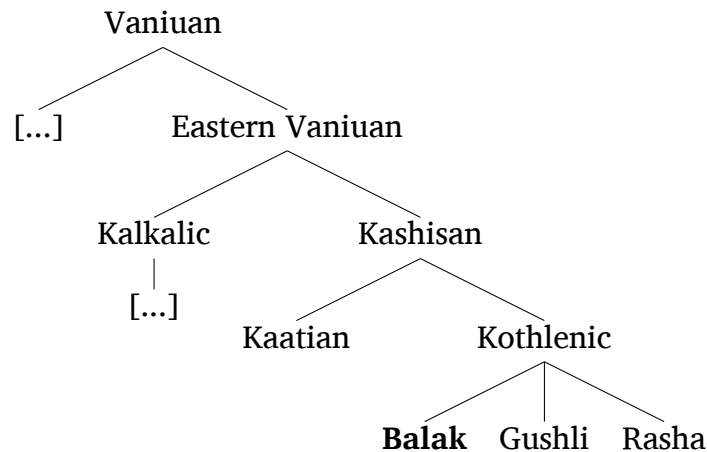 Vaniuan
[...] Eastern Vaniuan
Kalkalic Kashisan
[...] Kaatian Kothlenic
Balak Gushli Rasha